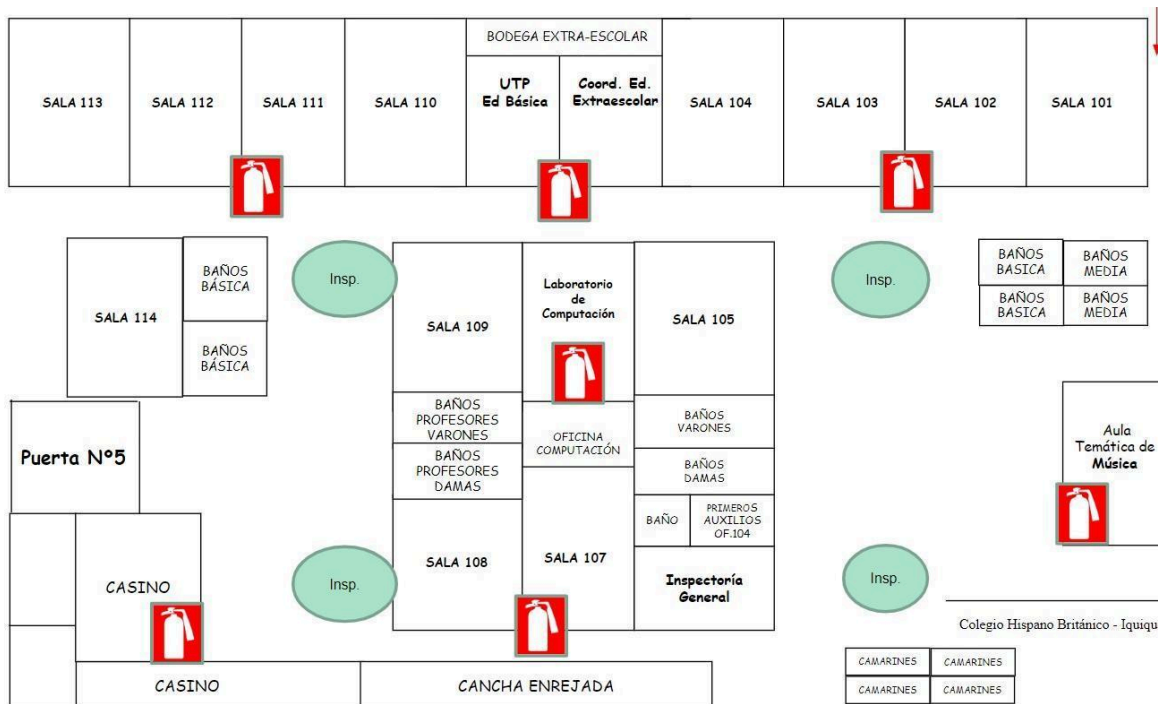 BODEGA EXTRA-ESCOLAR
SALA 113
SALA 112
SALA 111
SALA 110
UTP
Ed Básica
Coord. Ed.
Extraescolar
SALA 104
SALA 103
SALA 102
SALA 101
SALA 114
BAÑOS
BÁSICA
BAÑOS
BÁSICA
Insp.
SALA 109
Laboratorio
de
Computación
SALA 105
Insp.
BAÑOS
BASICA
BAÑOS
MEDIA
BAÑOS
BASICA
BAÑOS
MEDIA
Puerta Nº5
BAÑOS
PROFESORES
VARONES
BAÑOS
PROFESORES
DAMAS
OFICINA
COMPUTACIÓN
BAÑOS
VARONES
BAÑOS
DAMAS
BAÑO
PRIMEROS
AUXILIOS
OF.104
Aula
Temática de
Música
CASINO
Insp.
SALA 108
SALA 107
Inspectoría
General
Insp.
Colegio Hispano Británico - Iquiqu
CAMARINES
CAMARINES
CAMARINES
CAMARINES
CASINO
CANCHA ENREJADA